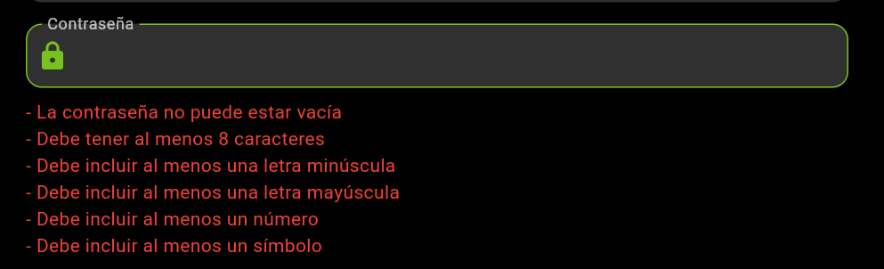 Contraseña
- La contraseña no puede estar vacía
- Debe tener al menos 8 caracteres
- Debe incluir al menos una letra minúscula
- Debe incluir al menos una letra mayúscula
- Debe incluir al menos un número
- Debe incluir al menos un símbolo